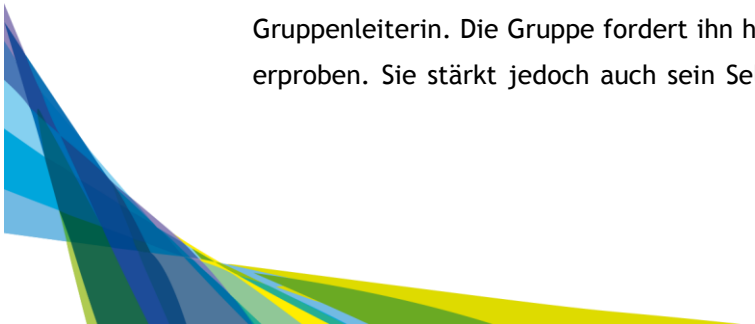 Gruppenleiterin. Die Gruppe fordert ihn h
erproben. Sie stärkt jedoch auch sein Se